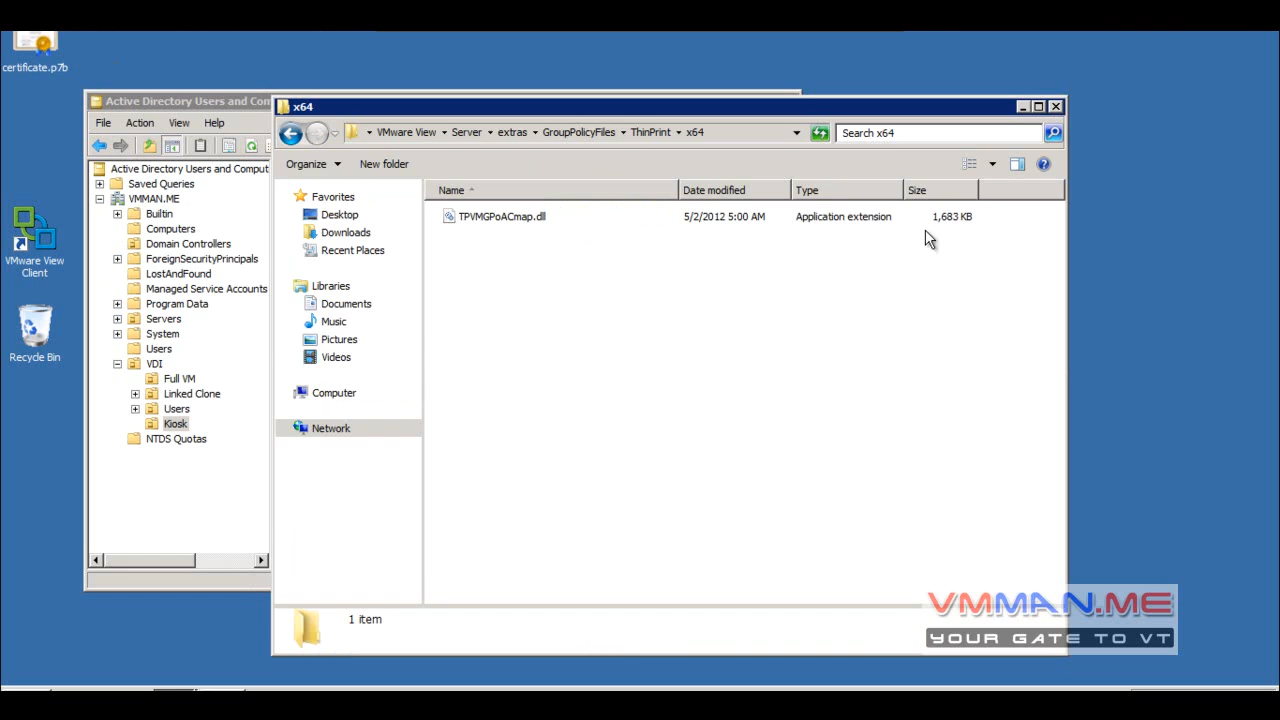 certificate.p7b
VMware View
Client
Recycle Bin
Active Directory Users and Com
File Action View Help
Active Directory Users and Comput
Saved Queries
VMMAN.ME
Builtin
Computers
Domain Controllers
ForeignSecurityPrincipals
LostAndFound
Managed Service Accounts
Program Data
Servers
System
Users
VDI
Full VM
Linked Clone
Users
Kiosk
NTDS Quotas
x64
VMware View Server extras GroupPolicyFiles ThinPrint x64
Search x64
Organize New folder
Favorites
Desktop
Downloads
Recent Places
Libraries
Documents
Music
Pictures
Videos
Computer
Network
Name Date modified Type Size
TPVMGPoACmap.dll 5/2/2012 5:00 AM Application extension 1,683 KB
1 item
VMMAN.ME
YOUR GATE TO VT